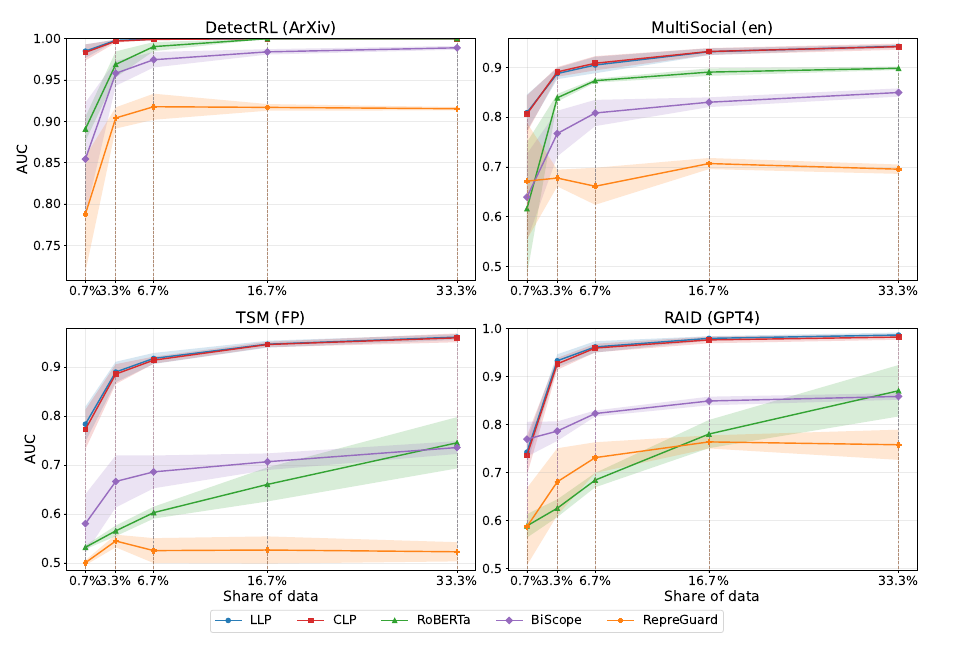 DetectRL (ArXiv)
MultiSocial (en)
1.00
0.95
0.90
0.85
0.80
0.75
AUC
0.9
0.8
0.7
0.6
0.5
0.7% 3.3% 6.7% 16.7% 33.3%
0.7% 3.3% 6.7% 16.7% 33.3%
TSM (FP)
RAID (GPT4)
0.9
0.8
0.7
0.6
0.5
AUC
1.0
0.9
0.8
0.7
0.6
0.5
0.7% 3.3% 6.7% 16.7% 33.3%
0.7% 3.3% 6.7% 16.7% 33.3%
Share of data
Share of data
LLP CLP RoBERTa BiScope RepreGuard